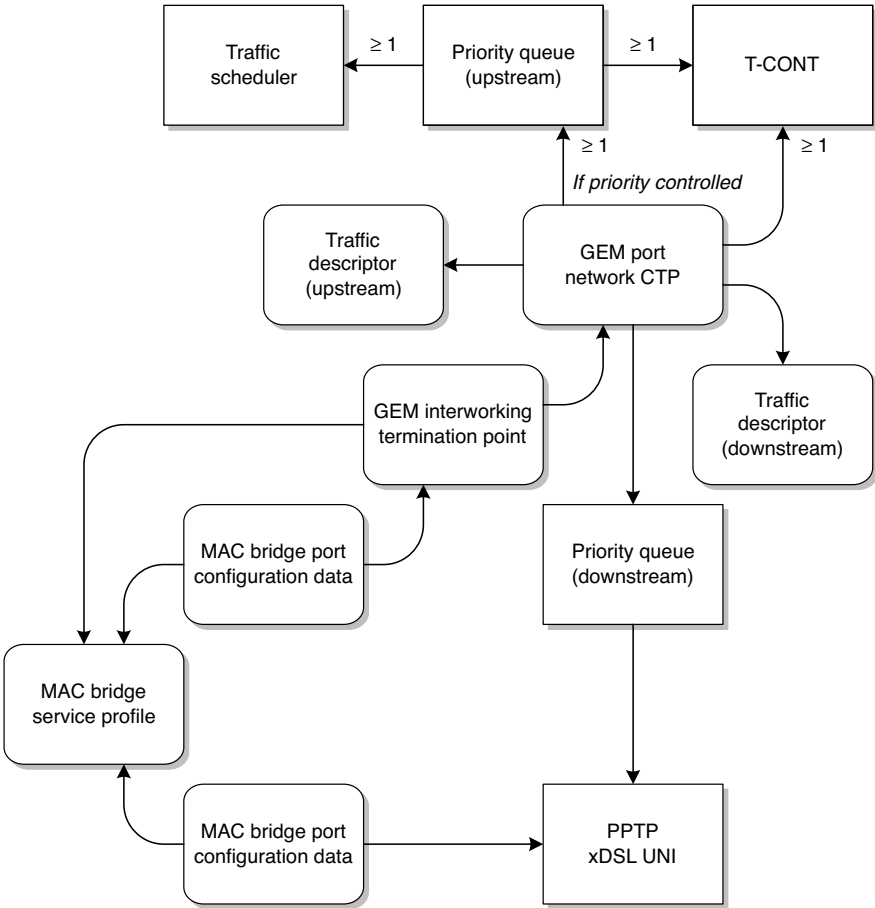 Traffic
scheduler
≥ 1
Priority queue
(upstream)
≥ 1
T-CONT
≥ 1
≥ 1
If priority controlled
Traffic
descriptor
(upstream)
GEM port
network CTP
GEM interworking
termination point
Traffic
descriptor
(downstream)
MAC bridge port
configuration data
Priority queue
(downstream)
MAC bridge
service profile
MAC bridge port
configuration data
PPTP
xDSL UNI